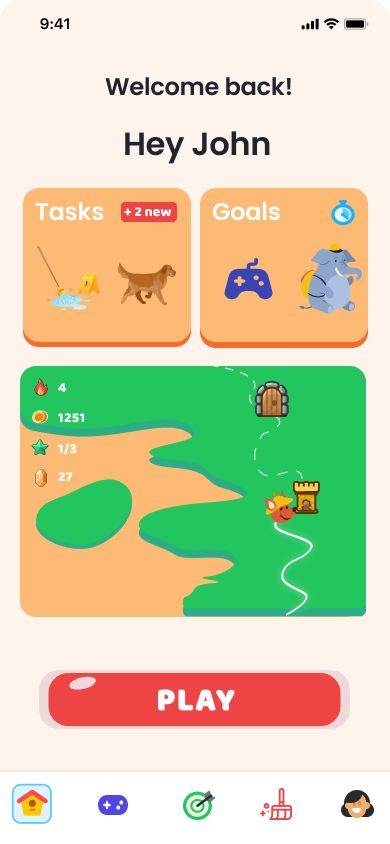 9:41
Welcome back!
Hey John
Tasks
+ 2 new
Goals
4
1251
1/3
27
PLAY